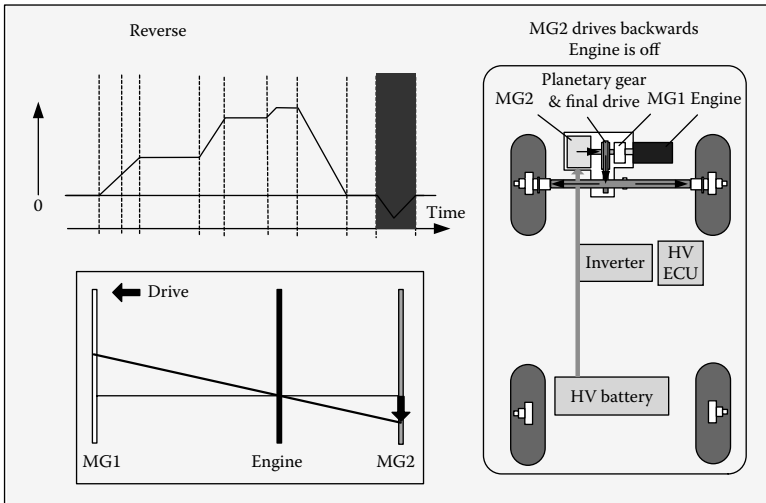 Reverse
0
Time
Drive
MG1
Engine
MG2
MG2 drives backwards
Engine is off
Planetary gear
& final drive
MG2
MG1 Engine
Inverter
HV
ECU
HV battery